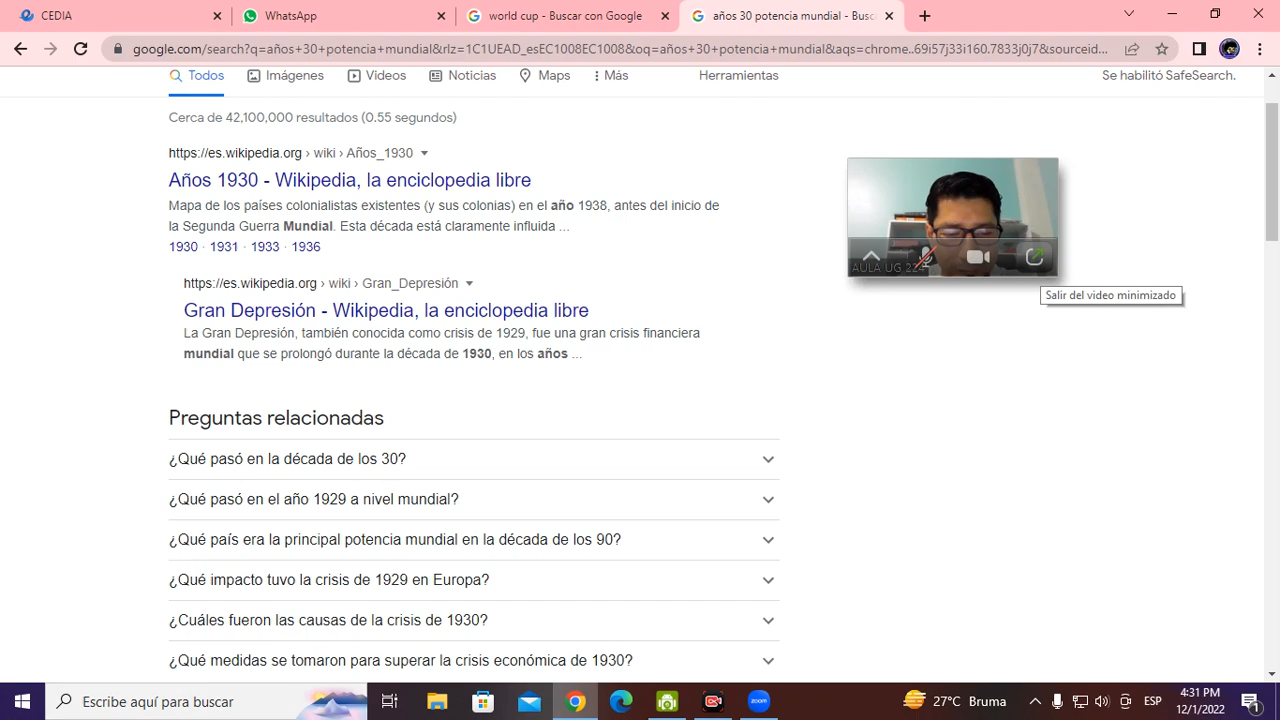 CEDIA
WhatsApp
world cup - Buscar con Google
años 30 potencia mundial - Busc
google.com/search?q=años+30+potencia+mundial&rlz=1C1UEAD_esEC1008EC1008&oq=años+30+potencia+mundial&aqs=chrome..69i57j33i160.7833j0j7&sourceid...
Todos Imágenes Videos Noticias Maps Más Herramientas Se habilitó SafeSearch.
Cerca de 42,100,000 resultados (0.55 segundos)
https://es.wikipedia.org › wiki › Años_1930
Años 1930 - Wikipedia, la enciclopedia libre
Mapa de los países colonialistas existentes (y sus colonias) en el año 1938, antes del inicio de
la Segunda Guerra Mundial. Esta década está claramente influida ...
1930 · 1931 · 1933 · 1936
https://es.wikipedia.org › wiki › Gran_Depresión
Gran Depresión - Wikipedia, la enciclopedia libre
La Gran Depresión, también conocida como crisis de 1929, fue una gran crisis financiera
mundial que se prolongó durante la década de 1930, en los años ...
AULA UG 224
Salir del video minimizado
Preguntas relacionadas
¿Qué pasó en la década de los 30?
¿Qué pasó en el año 1929 a nivel mundial?
¿Qué país era la principal potencia mundial en la década de los 90?
¿Qué impacto tuvo la crisis de 1929 en Europa?
¿Cuáles fueron las causas de la crisis de 1930?
¿Qué medidas se tomaron para superar la crisis económica de 1930?
Escribe aquí para buscar
zoom
27°C Bruma
ESP
4:31 PM
12/1/2022
1